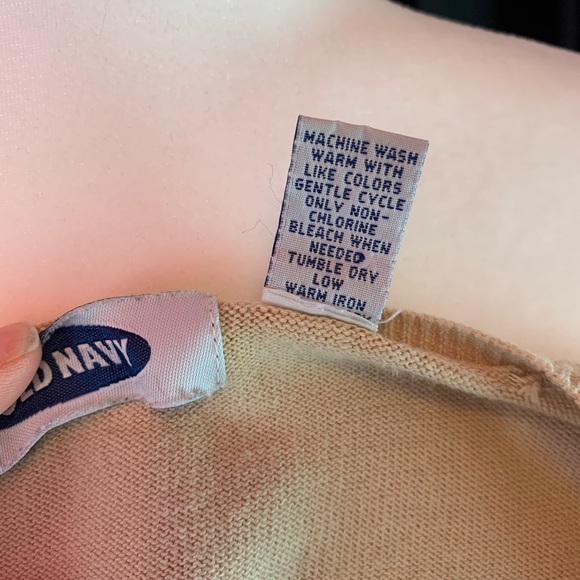 MACHINE WASH
WARM WITH
LIKE COLORS
GENTLE CYCLE
ONLY NON-
CHLORINE
BLEACH WHEN
NEEDED
TUMBLE DRY
LOW
WARM IRON
OLD NAVY